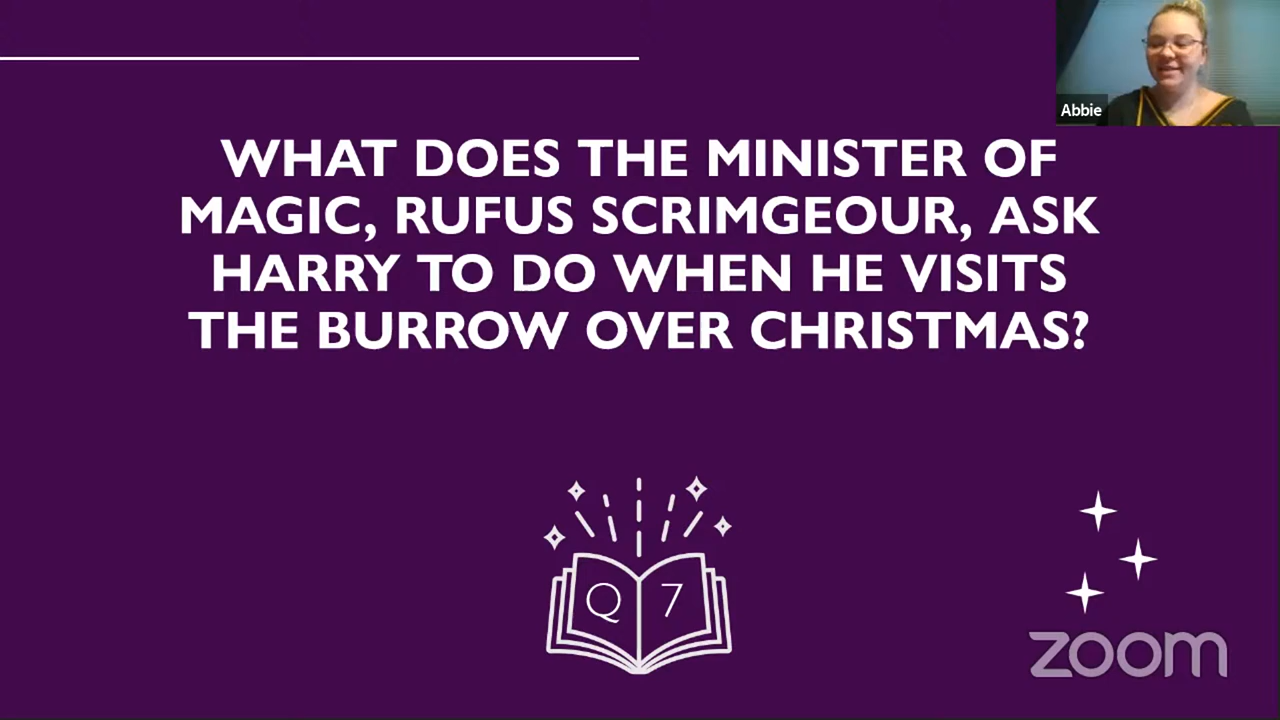 Abbie
WHAT DOES THE MINISTER OF
MAGIC, RUFUS SCRIMGEOUR, ASK
HARRY TO DO WHEN HE VISITS
THE BURROW OVER CHRISTMAS?
Q 7
zoom